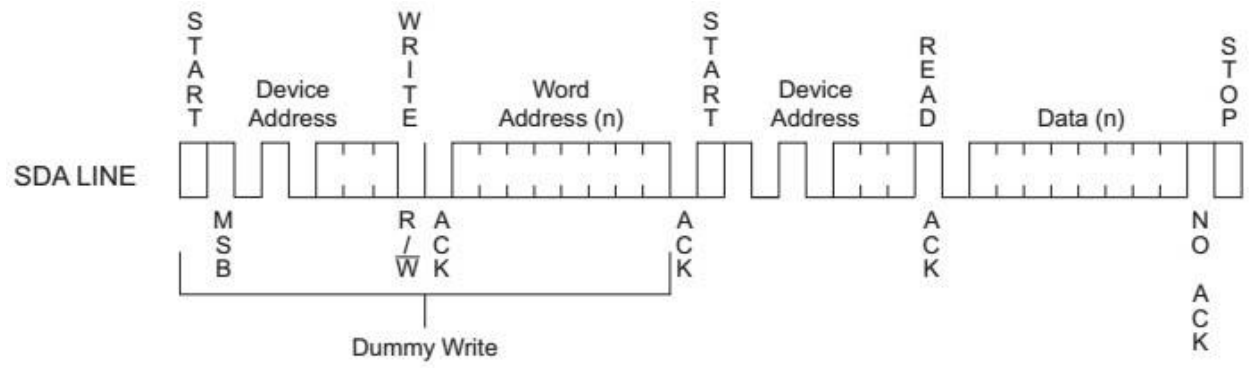 START
WRITE
START
READ
STOP
Device
Address
Word
Address (n)
Device
Address
Data (n)
SDA LINE
MSB
R/W
ACK
ACK
ACK
NO ACK
Dummy Write